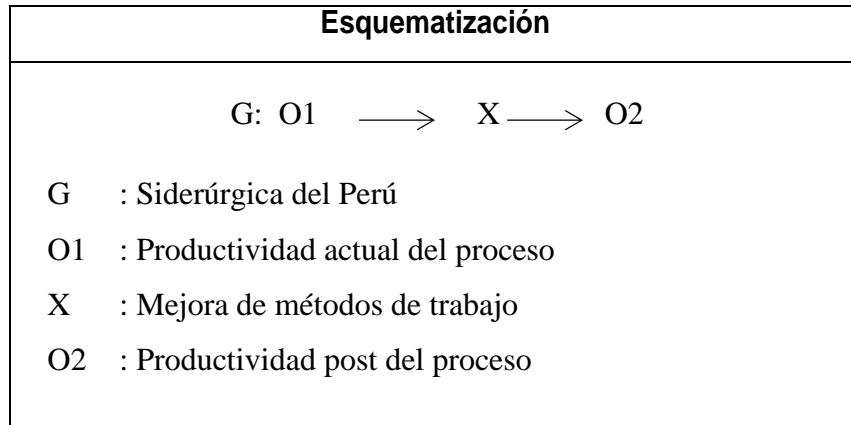 Esquematización
G: O1 → X → O2
G : Siderúrgica del Perú
O1 : Productividad actual del proceso
X : Mejora de métodos de trabajo
O2 : Productividad post del proceso